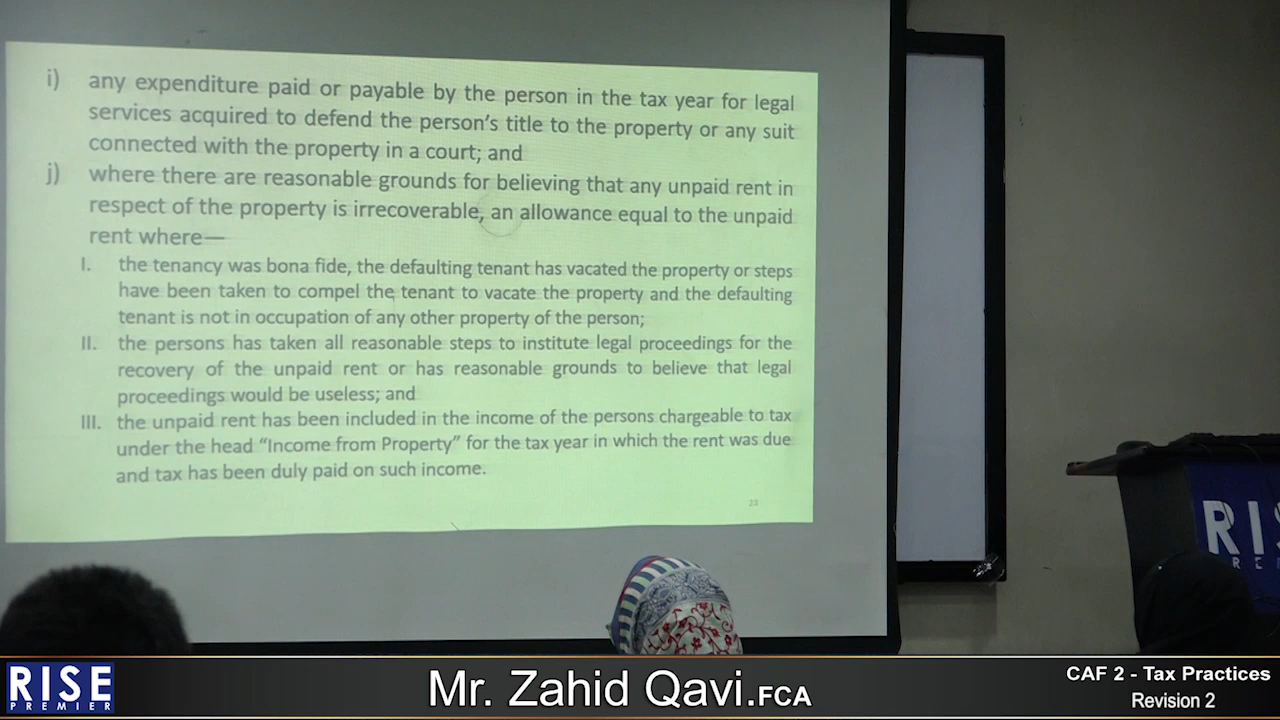 i) any expenditure paid or payable by the person in the tax year for legal
services acquired to defend the person's title to the property or any suit
connected with the property in a court; and
j) where there are reasonable grounds for believing that any unpaid rent in
respect of the property is irrecoverable, an allowance equal to the unpaid
rent where—
I. the tenancy was bona fide, the defaulting tenant has vacated the property or steps
have been taken to compel the tenant to vacate the property and the defaulting
tenant is not in occupation of any other property of the person;
II. the persons has taken all reasonable steps to institute legal proceedings for the
recovery of the unpaid rent or has reasonable grounds to believe that legal
proceedings would be useless; and
III. the unpaid rent has been included in the income of the persons chargeable to tax
under the head "Income from Property" for the tax year in which the rent was due
and tax has been duly paid on such income.
23
RIS
RE
RISE
PREMIER
Mr. Zahid Qavi.FCA
CAF 2 - Tax Practices
Revision 2